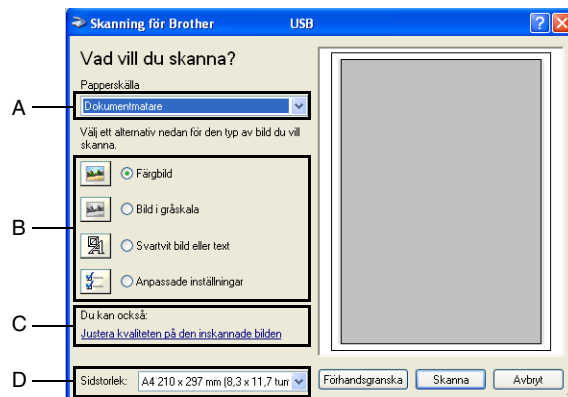 Skanning för Brother USB
Vad vill du skanna?
Papperskälla
A
Dokumentmatare
Välj ett alternativ nedan för den typ av bild du vill
skanna.
Färgbild
Bild i gråskala
B
Svartvit bild eller text
Anpassade inställningar
Du kan också:
C
Justera kvaliteten på den inskannade bilden
D
Sidstorlek: A4 210 x 297 mm (8,3 x 11,7 tum
Förhandsgranska Skanna Avbryt